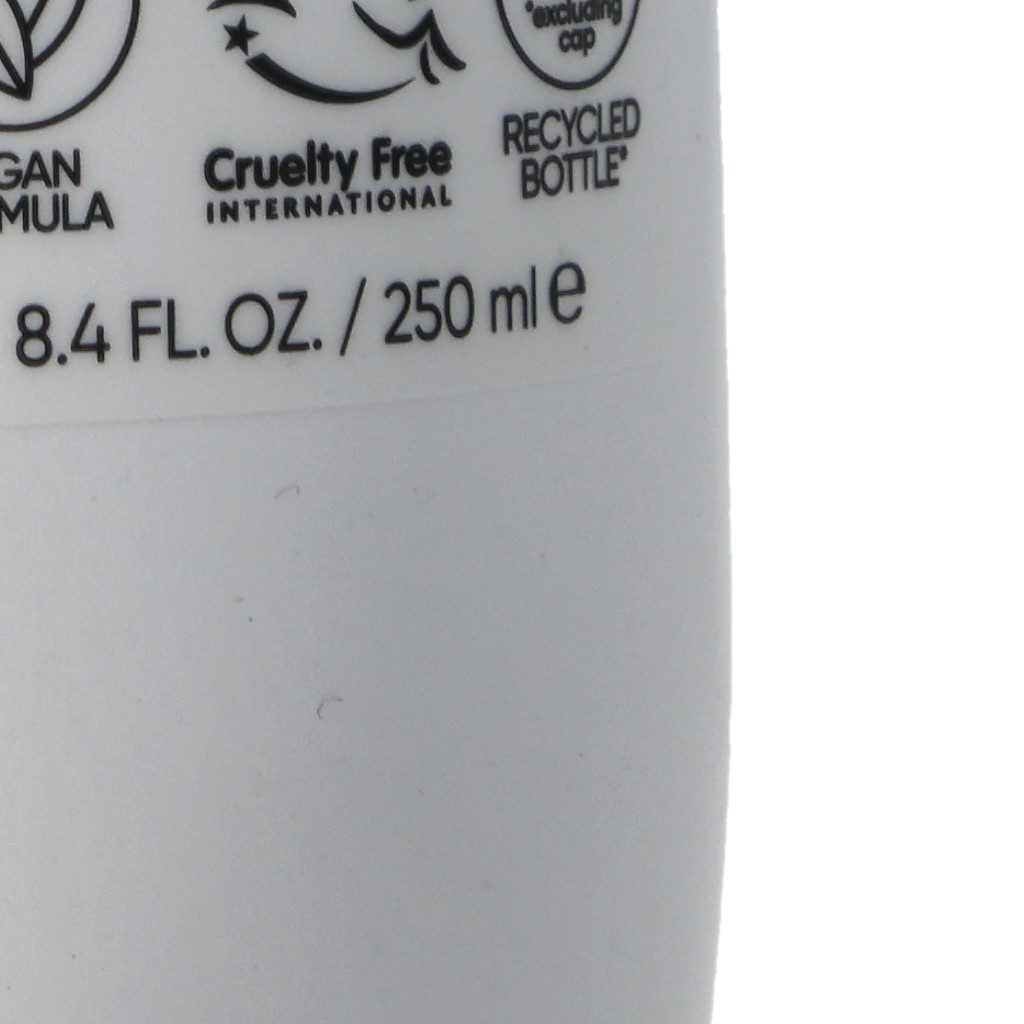 *excluding
cap
RECYCLED
BOTTLE*
Cruelty Free
INTERNATIONAL
GAN
MULA
8.4 FL. OZ. / 250 ml e